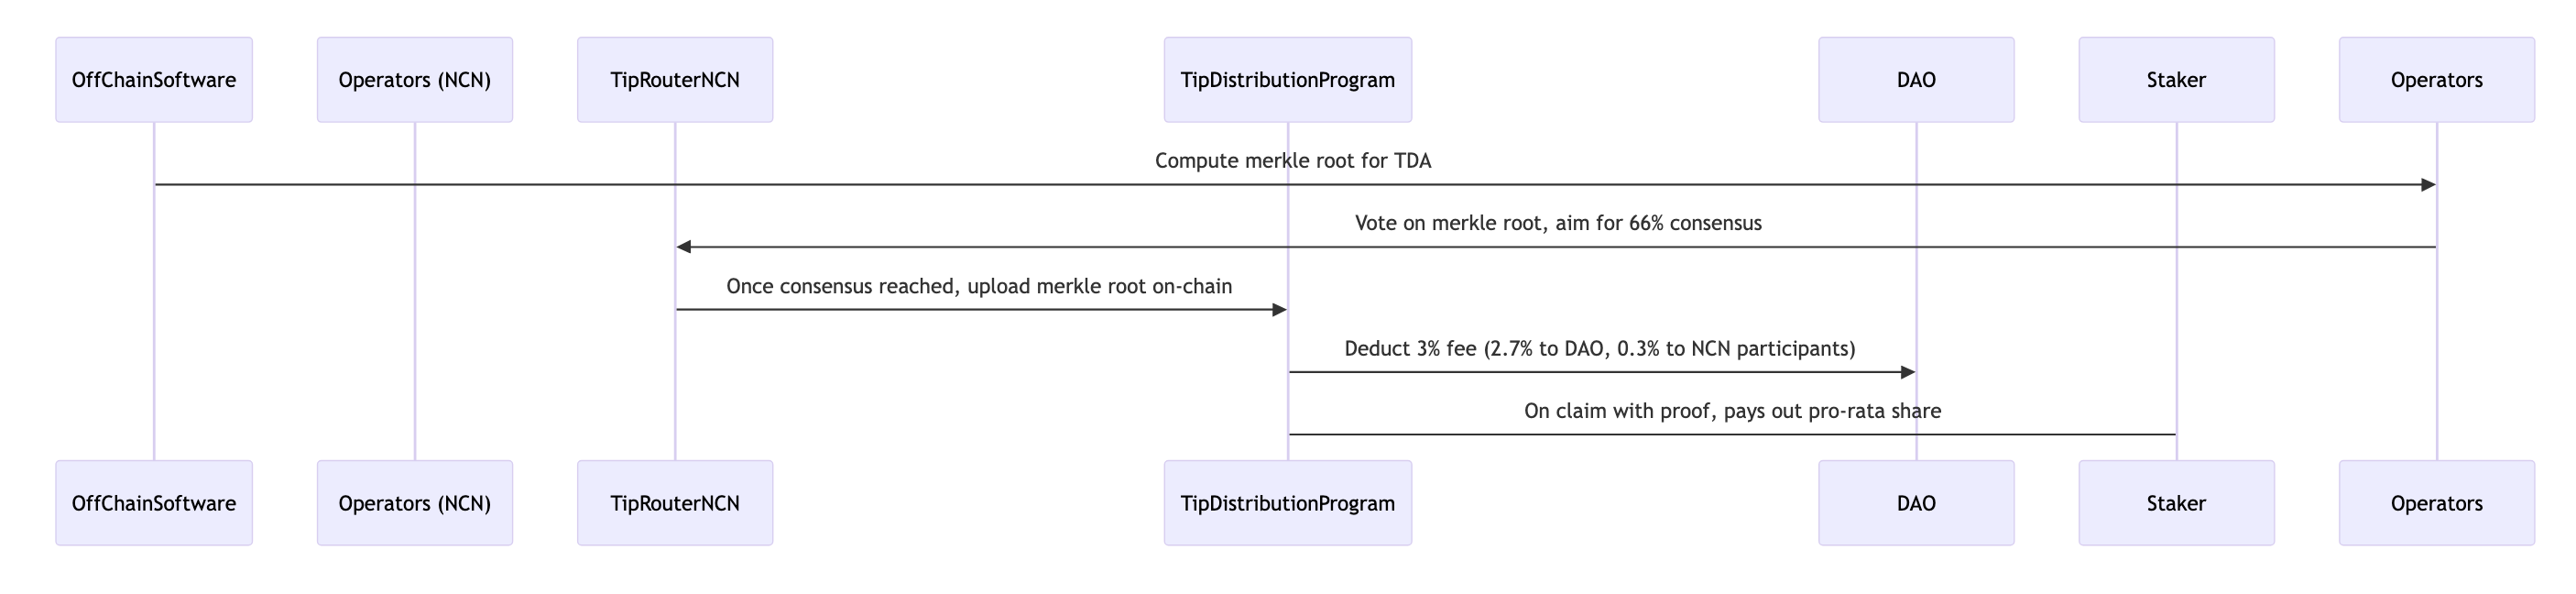 OffChainSoftware
Operators (NCN)
TipRouterNCN
TipDistributionProgram
DAO
Staker
Operators
Compute merkle root for TDA
Vote on merkle root, aim for 66% consensus
Once consensus reached, upload merkle root on-chain
Deduct 3% fee (2.7% to DAO, 0.3% to NCN participants)
On claim with proof, pays out pro-rata share
OffChainSoftware
Operators (NCN)
TipRouterNCN
TipDistributionProgram
DAO
Staker
Operators